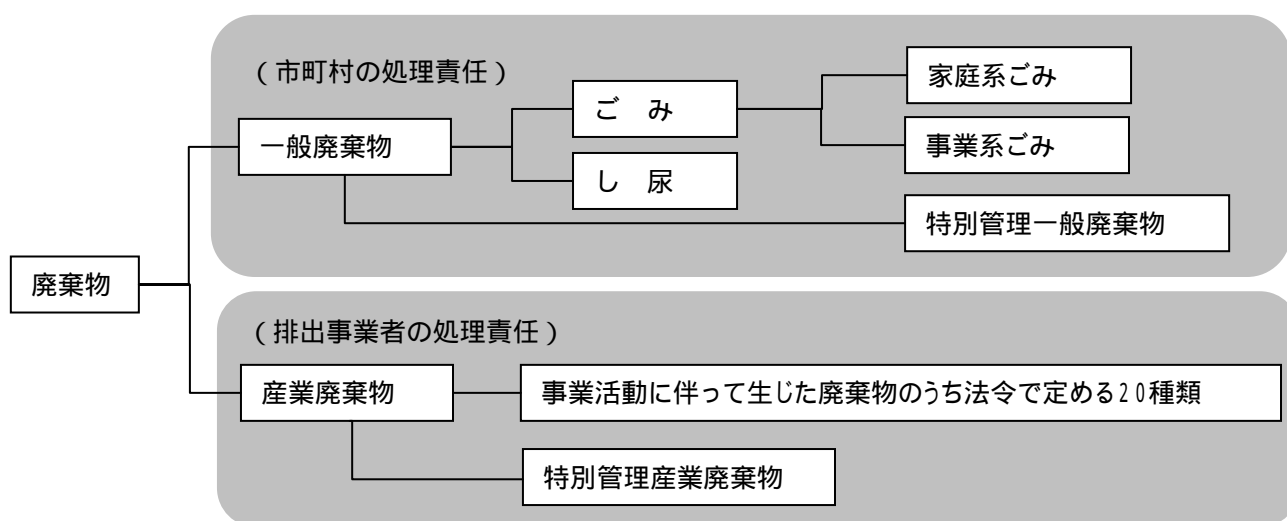 （市町村の処理責任）
家庭系ごみ
ご　み
一般廃棄物
事業系ごみ
し　尿
特別管理一般廃棄物
廃棄物
（排出事業者の処理責任）
産業廃棄物
事業活動に伴って生じた廃棄物のうち法令で定める20種類
特別管理産業廃棄物